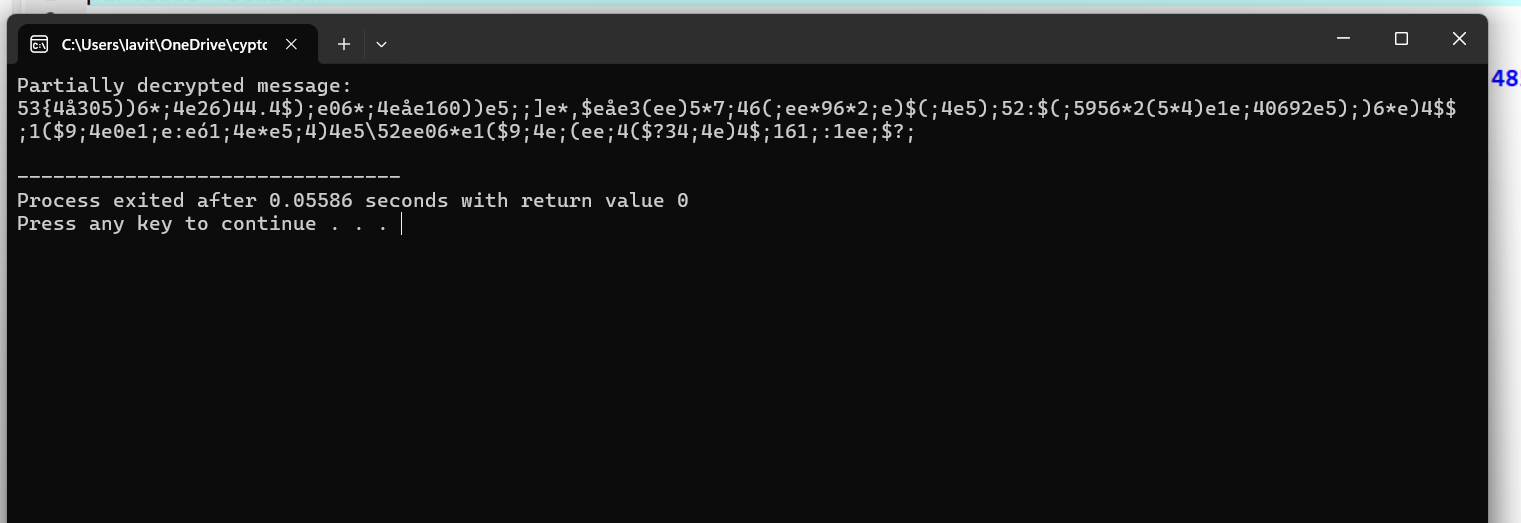 48
C:\Users\lavit\OneDrive\cyptc
Partially decrypted message:
53{4å305))6*;4e26)44.4$);e06*;4eåe160))e5;;]e*,$eåe3(ee)5*7;46(;ee*96*2;e)$(;4e5);52:$(;5956*2(5*4)e1e;40692e5);)6*e)4$$
;1($9;4e0e1;e:eó1;4e*e5;4)4e5\52ee06*e1($9;4e;(ee;4($?34;4e)4$;161;:1ee;$?;
--------------------------------
Process exited after 0.05586 seconds with return value 0
Press any key to continue . . .